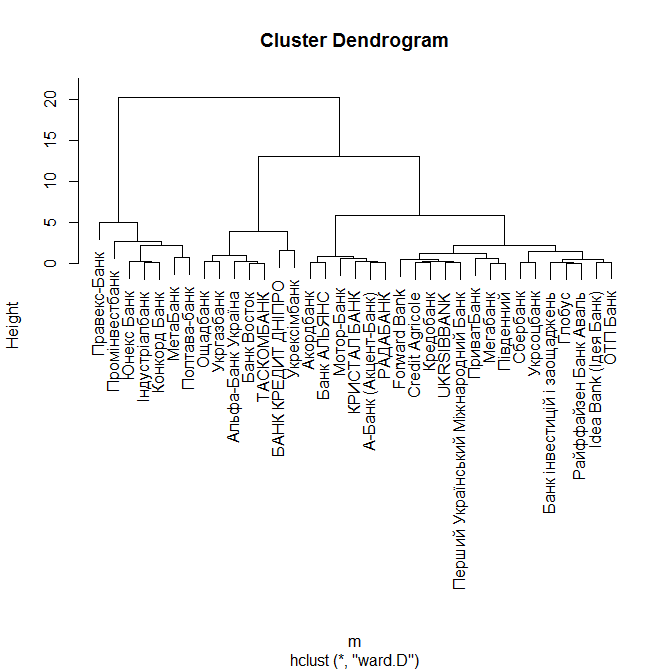 Cluster Dendrogram
Height
20
15
10
5
0
Правекс-Банк
Промінвестбанк
Юнекс Банк
Індустріалбанк
Конкорд Банк
МетаБанк
Полтава-банк
Ощадбанк
Укргазбанк
Альфа-Банк Україна
Банк Восток
ТАСКОМБАНК
БАНК КРЕДИТ ДНІПРО
Укрексімбанк
Акордбанк
Банк АЛЬЯНС
Мотор-Банк
КРИСТАЛБАНК
А-Банк (Акцент-Банк)
РАДАБАНК
Forward Bank
Credit Agricole
Кредобанк
UKRSIBBANK
Перший Український Міжнародний Банк
ПриватБанк
Мегабанк
Південний
Сбербанк
Укрсоцбанк
Банк інвестицій і заощаджень
Глобус
Райффайзен Банк Аваль
Idea Bank (Ідея Банк)
ОТП Банк
m
hclust (*, "ward.D")